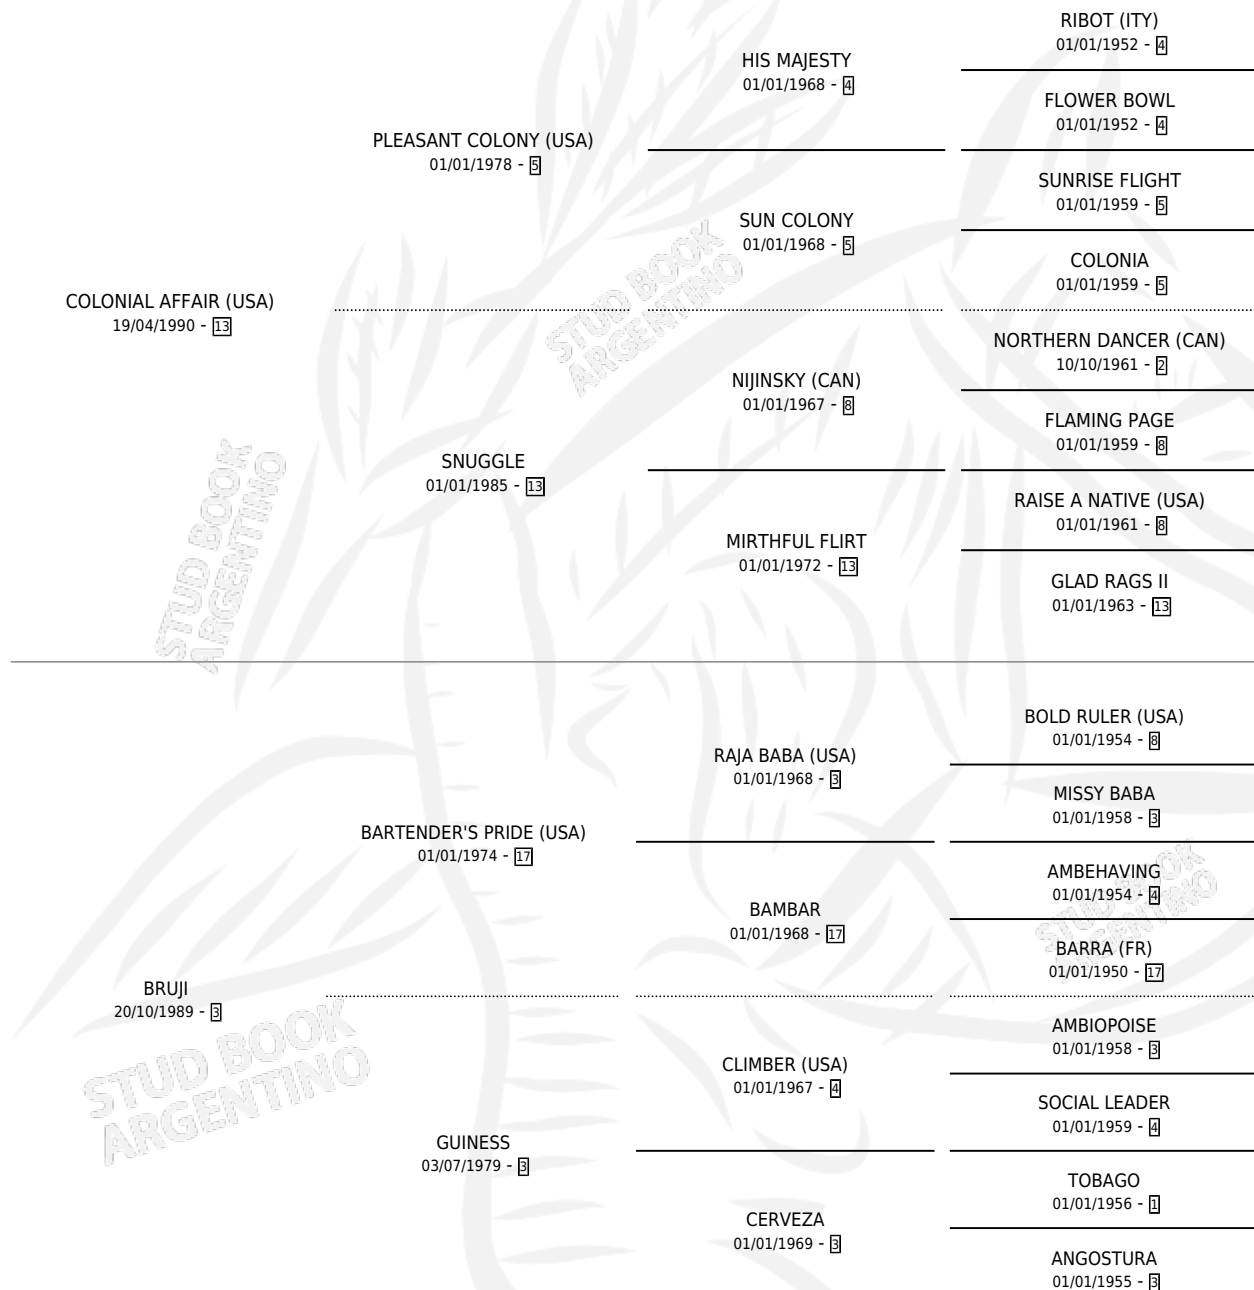 RIBOT (ITY)
01/01/1952 - 4
HIS MAJESTY
01/01/1968 - 4
FLOWER BOWL
01/01/1952 - 4
PLEASANT COLONY (USA)
01/01/1978 - 5
SUNRISE FLIGHT
01/01/1959 - 5
SUN COLONY
01/01/1968 - 5
COLONIA
01/01/1959 - 5
COLONIAL AFFAIR (USA)
19/04/1990 - 13
NORTHERN DANCER (CAN)
10/10/1961 - 2
NIJINSKY (CAN)
01/01/1967 - 8
FLAMING PAGE
01/01/1959 - 8
SNUGGLE
01/01/1985 - 13
RAISE A NATIVE (USA)
01/01/1961 - 8
MIRTHFUL FLIRT
01/01/1972 - 13
GLAD RAGS II
01/01/1963 - 13
BOLD RULER (USA)
01/01/1954 - 8
RAJA BABA (USA)
01/01/1968 - 3
MISSY BABA
01/01/1958 - 3
BARTENDER'S PRIDE (USA)
01/01/1974 - 17
AMBEHAVING
01/01/1954 - 4
BAMBAR
01/01/1968 - 17
BARRA (FR)
01/01/1950 - 17
BRUJI
20/10/1989 - 3
AMBIOPOISE
01/01/1958 - 3
CLIMBER (USA)
01/01/1967 - 4
SOCIAL LEADER
01/01/1959 - 4
GUINESS
03/07/1979 - 3
TOBAGO
01/01/1956 - 1
CERVEZA
01/01/1969 - 3
ANGOSTURA
01/01/1955 - 3
STUD BOOK
ARGENTINO
STUD BOOK
ARGENTINO
STUD BOOK
ARGENTINO
STUD BOOK
ARGENTINO